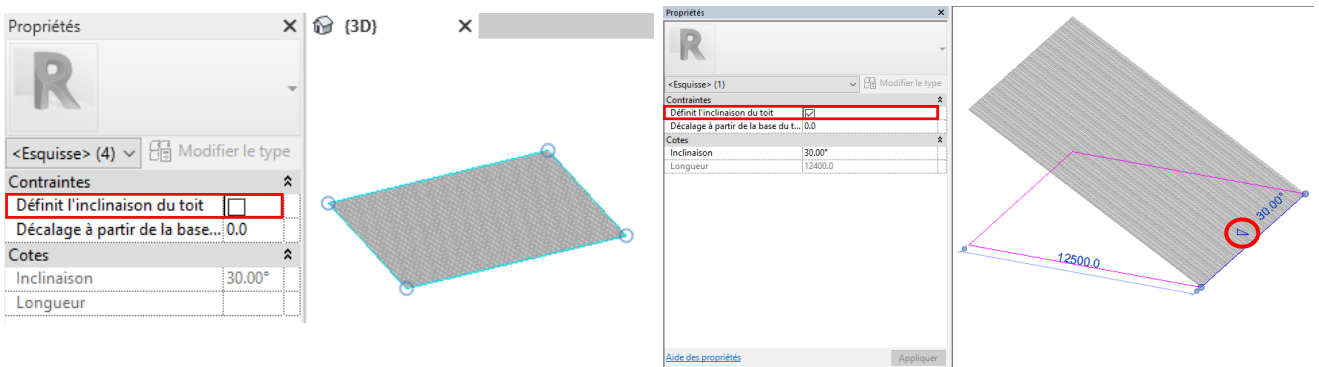 Propriétés
{3D}
R
<Esquisse> (4)
Modifier le type
Contraintes
Définit l'inclinaison du toit
Décalage à partir de la base... 0.0
Cotes
Inclinaison 30.00°
Longueur
Propriétés
R
<Esquisse> (1)
Modifier le type
Contraintes
Définit l'inclinaison du toit
Décalage à partir de la base du t... 0.0
Cotes
Inclinaison 30.00°
Longueur 12400.0
Aide des propriétés
Appliquer
30.00°
12500.0